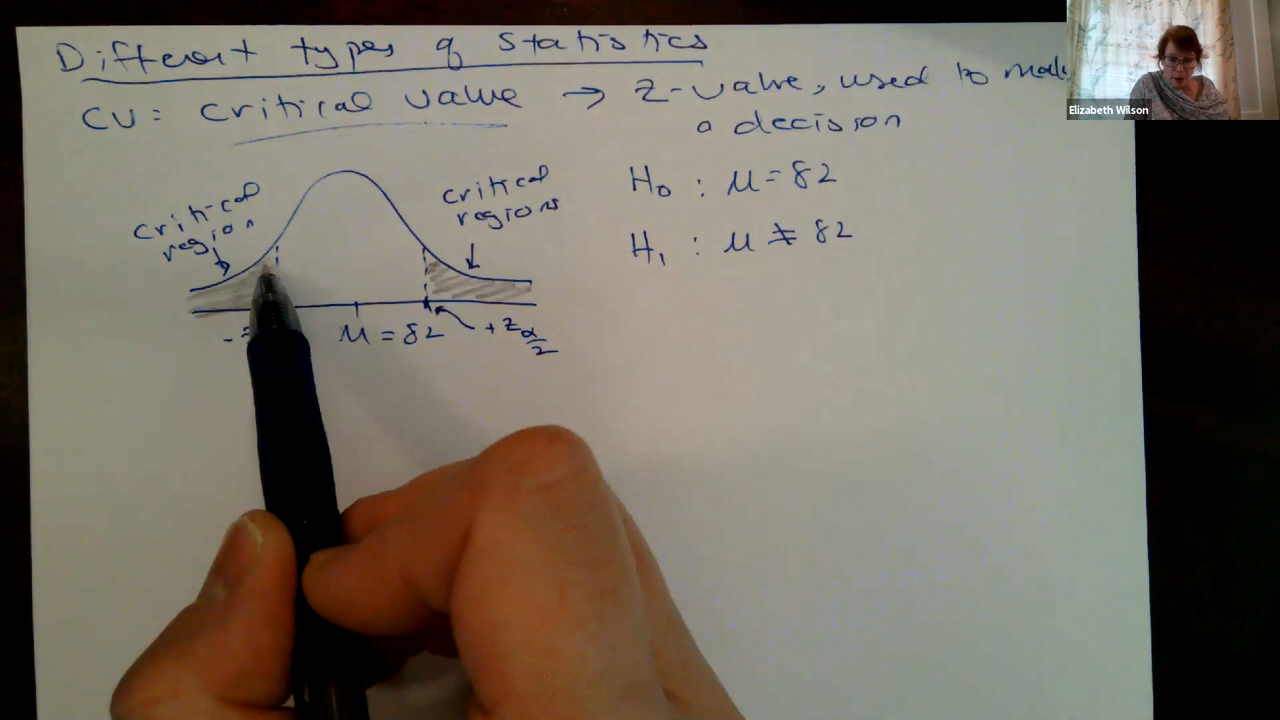 Different types of Statistics
CV: Critical value → Z-value, used to
a decision
Critical
region
Critical
regions
H₀ : μ = 82
H₁ : μ ≠ 82
μ = 82
+ Z α/2
Elizabeth Wilson